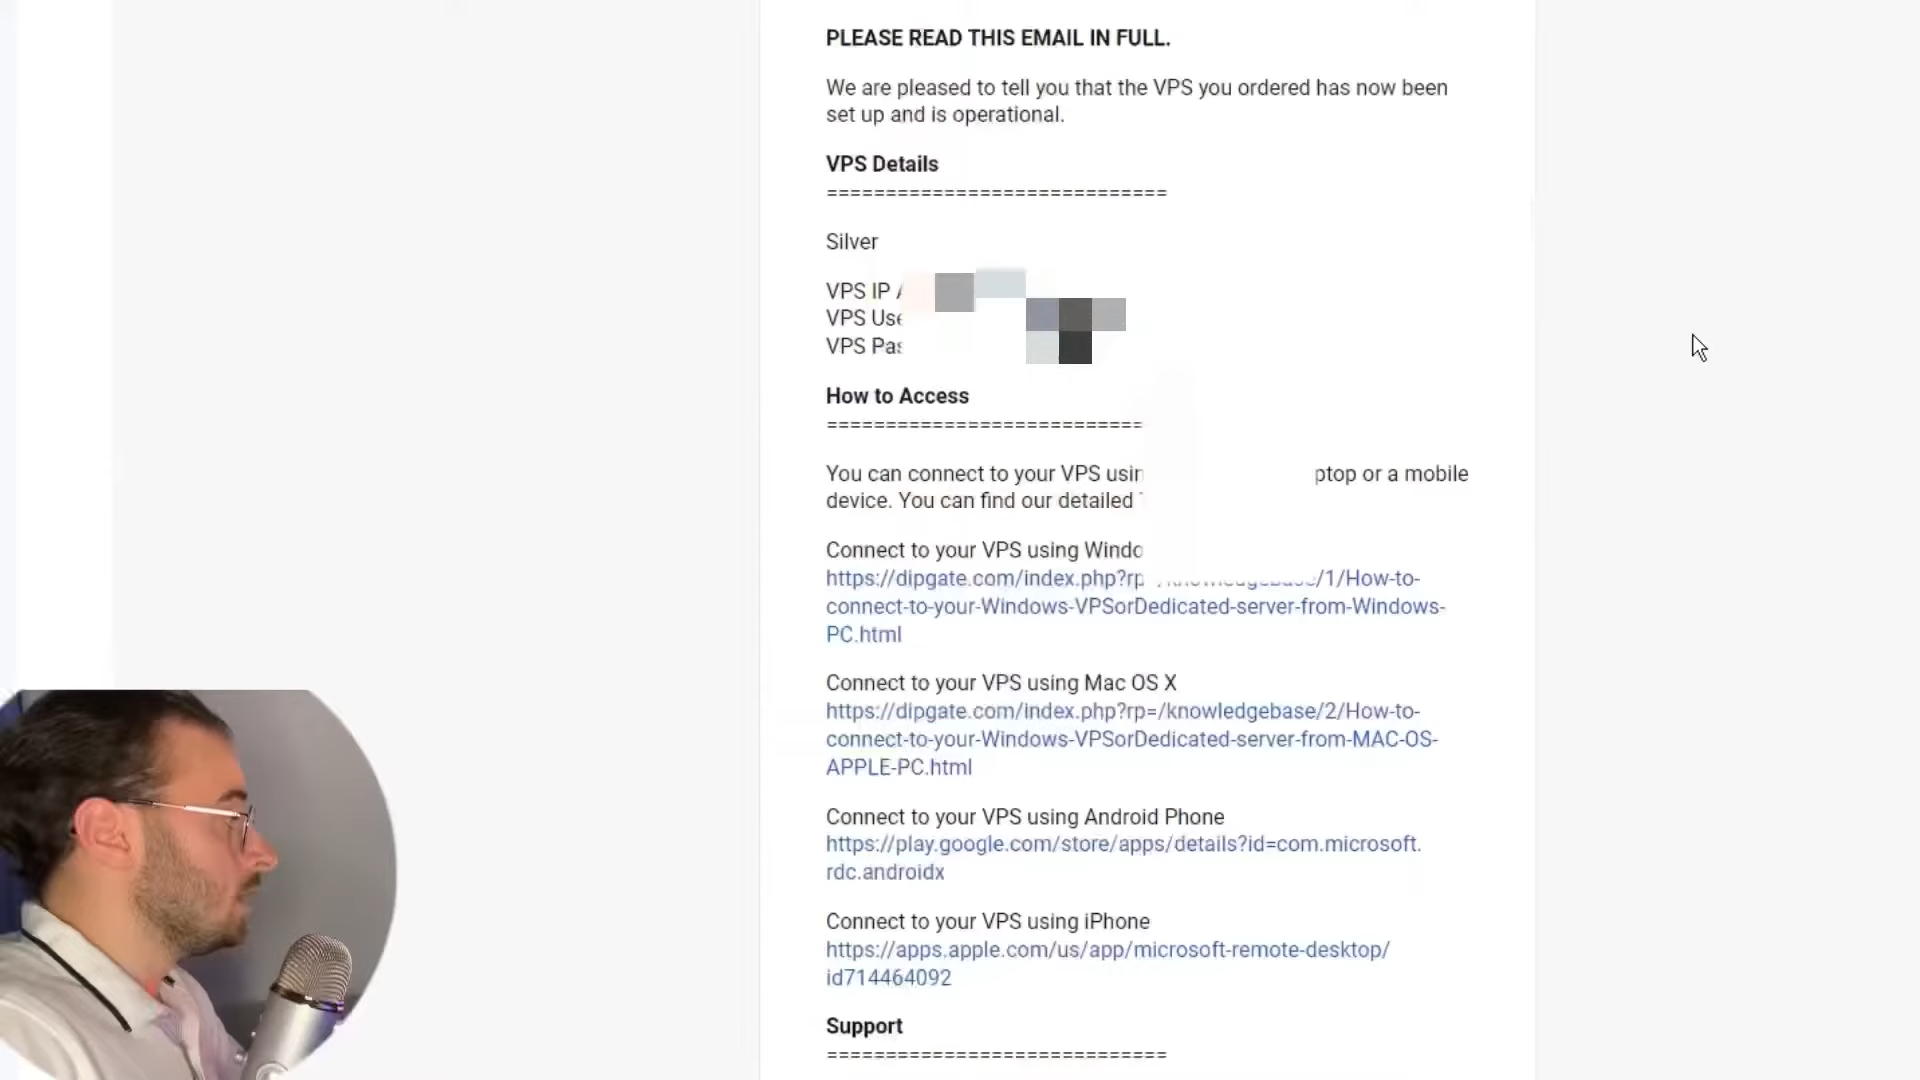 PLEASE READ THIS EMAIL IN FULL.
We are pleased to tell you that the VPS you ordered has now been
set up and is operational.
VPS Details
=============================
Silver
VPS IP
VPS
VPS
How to Access
===========================
You can connect to your VPS or a mobile
device. You can find our detailed
Connect to your VPS using
https://dipgate.com/index.php?rp /1/How-to-
connect-to-your-Windows-VPSorDedicated-server-from-Windows-
PC.html
Connect to your VPS using Mac OS X
https://dipgate.com/index.php?rp=/knowledgebase/2/How-to-
connect-to-your-Windows-VPSorDedicated-server-from-MAC-OS-
APPLE-PC.html
Connect to your VPS using Android Phone
https://play.google.com/store/apps/details?id=com.microsoft.
rdc.androidx
Connect to your VPS using iPhone
https://apps.apple.com/us/app/microsoft-remote-desktop/
id714464092
Support
=============================